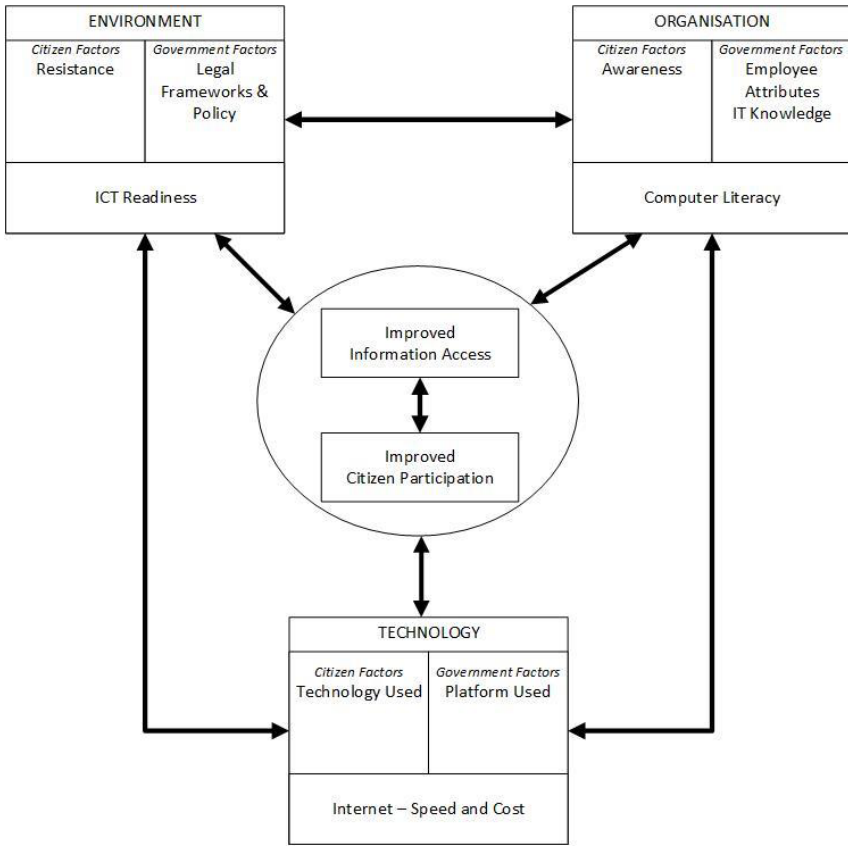 ENVIRONMENT
Citizen Factors
Resistance
Government Factors
Legal
Frameworks &
Policy
ICT Readiness
ORGANISATION
Citizen Factors
Awareness
Government Factors
Employee
Attributes
IT Knowledge
Computer Literacy
Improved
Information Access
Improved
Citizen Participation
TECHNOLOGY
Citizen Factors
Technology Used
Government Factors
Platform Used
Internet – Speed and Cost